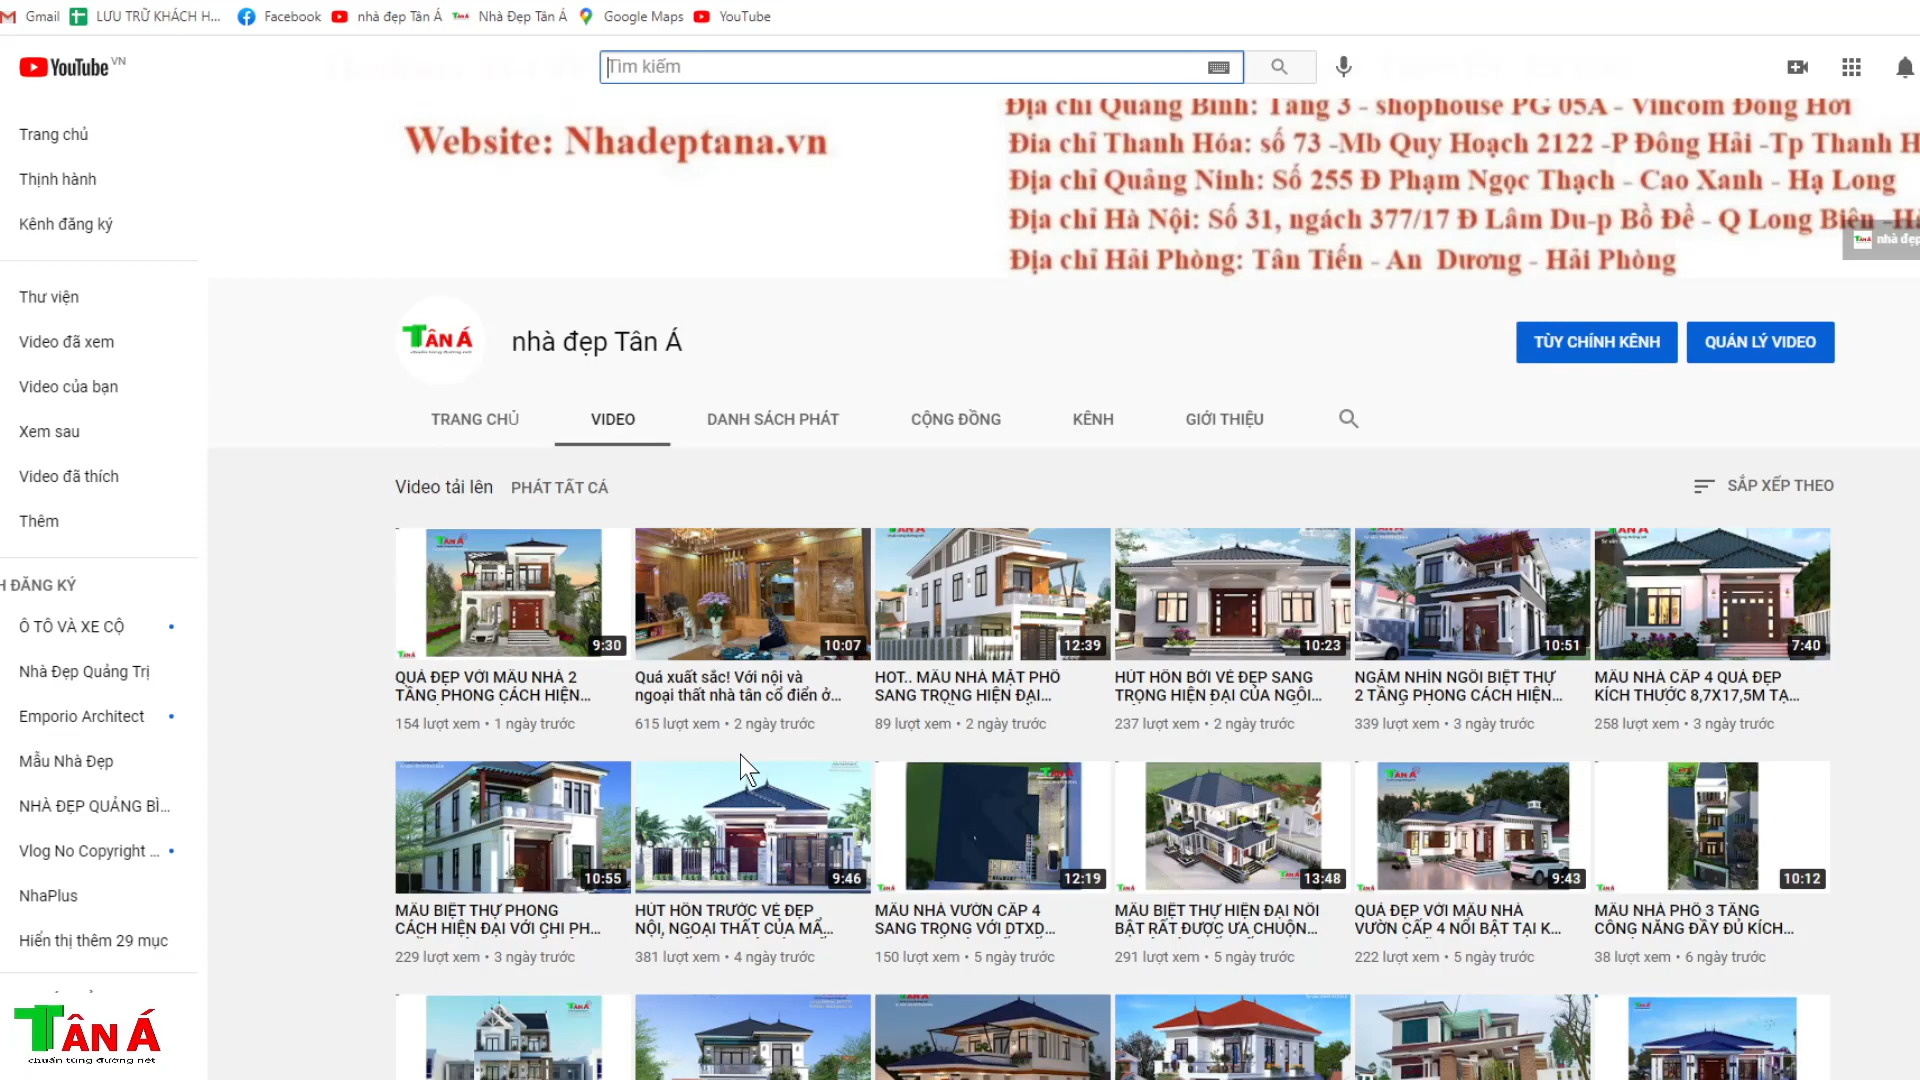 Gmail LƯU TRỮ KHÁCH H... Facebook nhà đẹp Tân Á Nhà Đẹp Tân Á Google Maps YouTube
YouTube VN
Tìm kiếm
Địa chỉ Quảng Bình: Tầng 3 - shophouse PG 05A - Vincom Đồng Hới
Website: Nhadeptana.vn
Đia chỉ Thanh Hóa: số 73 -Mb Quy Hoạch 2122 -P Đông Hải -Tp Thanh H
Địa chỉ Quảng Ninh: Số 255 Đ Phạm Ngọc Thạch - Cao Xanh - Hạ Long
Địa chỉ Hà Nội: Số 31, ngách 377/17 Đ Lâm Du-p Bồ Đề - Q Long Biên
nhà đẹp
Địa chỉ Hải Phòng: Tân Tiến - An Dương - Hải Phòng
Trang chủ
Thịnh hành
Kênh đăng ký
Thư viện
Video đã xem
Video của bạn
Xem sau
Video đã thích
Thêm
H ĐĂNG KÝ
Ô TÔ VÀ XE CỘ
Nhà Đẹp Quảng Trị
Emporio Architect
Mẫu Nhà Đẹp
NHÀ ĐẸP QUẢNG BÌ...
Vlog No Copyright ...
NhaPlus
Hiển thị thêm 29 mục
TÂN Á
chuẩn từng đường nét
TÂN Á
nhà đẹp Tân Á
TÙY CHỈNH KÊNH
QUẢN LÝ VIDEO
TRANG CHỦ VIDEO DANH SÁCH PHÁT CỘNG ĐỒNG KÊNH GIỚI THIỆU
Video tải lên PHÁT TẤT CẢ
SẮP XẾP THEO
9:30
10:07
12:39
10:23
10:51
7:40
QUÁ ĐẸP VỚI MẪU NHÀ 2
TẦNG PHONG CÁCH HIỆN...
154 lượt xem • 1 ngày trước
Quá xuất sắc! Với nội và
ngoại thất nhà tân cổ điển ở...
615 lượt xem • 2 ngày trước
HOT.. MẪU NHÀ MẶT PHỐ
SANG TRỌNG HIỆN ĐẠI...
89 lượt xem • 2 ngày trước
HÚT HỒN BỞI VẺ ĐẸP SANG
TRỌNG HIỆN ĐẠI CỦA NGÔI...
237 lượt xem • 2 ngày trước
NGẮM NHÌN NGÔI BIỆT THỰ
2 TẦNG PHONG CÁCH HIỆN...
339 lượt xem • 3 ngày trước
MẪU NHÀ CẤP 4 QUÁ ĐẸP
KÍCH THƯỚC 8,7X17,5M TẠ...
258 lượt xem • 3 ngày trước
10:55
9:46
12:19
13:48
9:43
10:12
MẪU BIỆT THỰ PHONG
CÁCH HIỆN ĐẠI VỚI CHI PH...
229 lượt xem • 3 ngày trước
HÚT HỒN TRƯỚC VẺ ĐẸP
NỘI, NGOẠI THẤT CỦA MẪ...
381 lượt xem • 4 ngày trước
MẪU NHÀ VƯỜN CẤP 4
SANG TRỌNG VỚI DTXD...
150 lượt xem • 5 ngày trước
MẪU BIỆT THỰ HIỆN ĐẠI NỔI
BẬT RẤT ĐƯỢC ƯA CHUỘN...
291 lượt xem • 5 ngày trước
QUÁ ĐẸP VỚI MẪU NHÀ
VƯỜN CẤP 4 NỔI BẬT TẠI K...
222 lượt xem • 5 ngày trước
MẪU NHÀ PHỐ 3 TẦNG
CÔNG NĂNG ĐẦY ĐỦ KÍCH...
38 lượt xem • 6 ngày trước